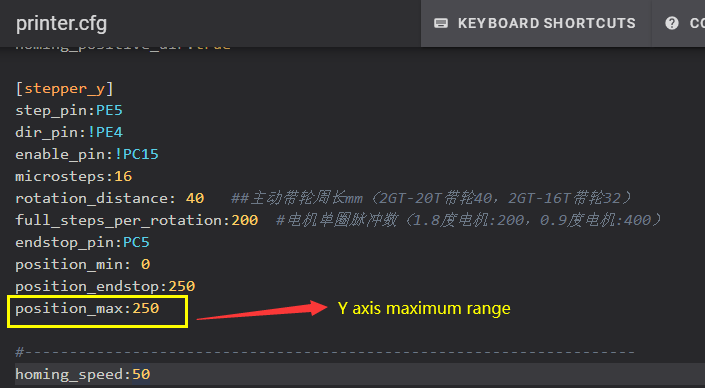 printer.cfg
KEYBOARD SHORTCUTS
CO
homing_positive_dir:true
[stepper_y]
step_pin:PE5
dir_pin:!PE4
enable_pin:!PC15
microsteps:16
rotation_distance: 40 ##主动带轮周长mm（2GT-20T带轮40，2GT-16T带轮32）
full_steps_per_rotation:200 #电机单圈脉冲数（1.8度电机:200，0.9度电机:400）
endstop_pin:PC5
position_min: 0
position_endstop:250
position_max:250
Y axis maximum range
#--------------------------------------------------------------------
homing_speed:50